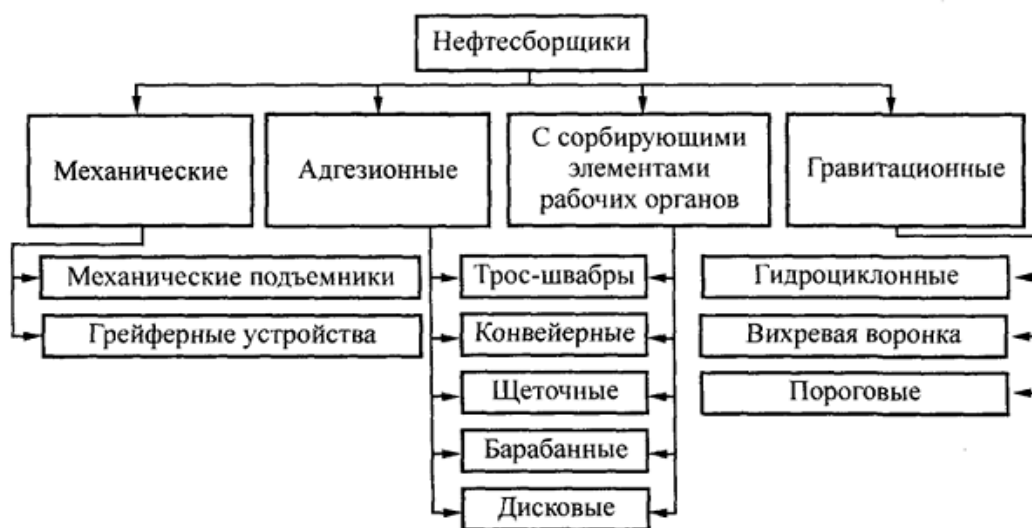 Нефтесборщики
Механические
Адгезионные
С сорбирующими
элементами
рабочих органов
Гравитационные
Механические подъемники
Грейферные устройства
Трос-швабры
Конвейерные
Щеточные
Барабанные
Дисковые
Гидроциклонные
Вихревая воронка
Пороговые